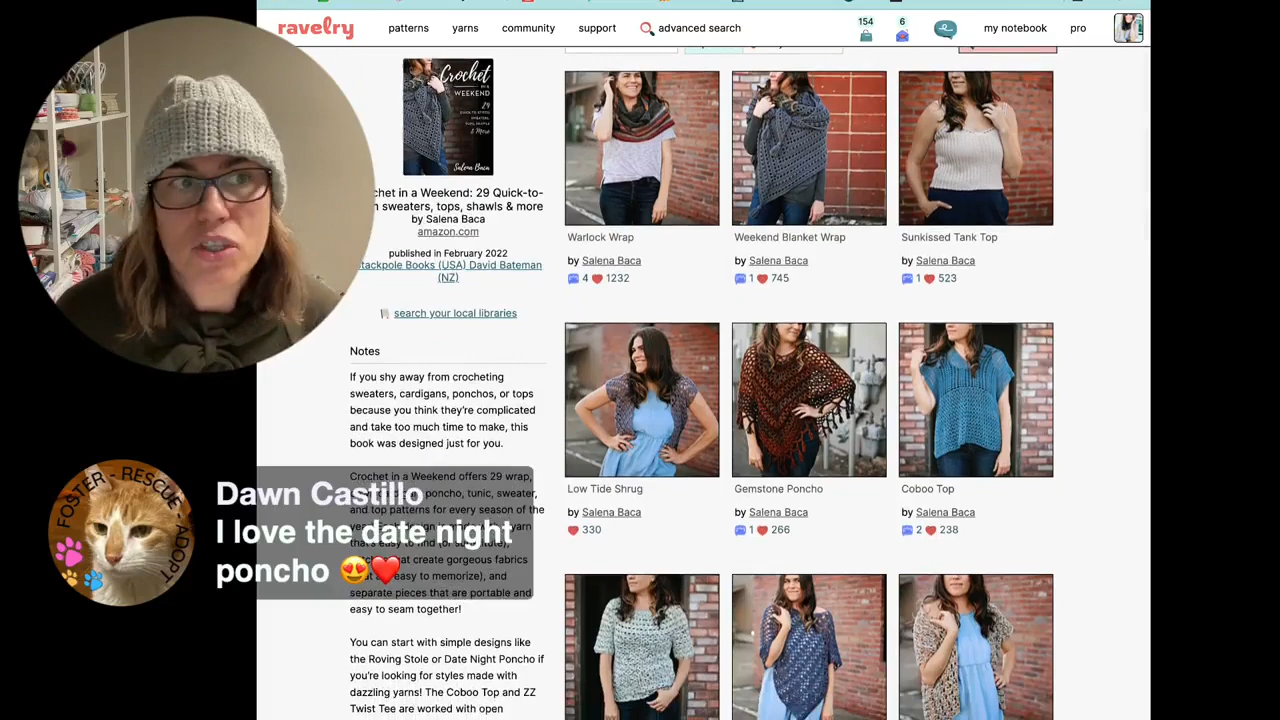 ravelry
patterns
yarns
community
support
advanced search
154
6
my notebook
pro
Crochet
IN A
WEEKEND
29
Salena Baca
chet in a Weekend: 29 Quick-to-
sweaters, tops, shawls & more
by Salena Baca
amazon.com
published in February 2022
tackpole Books (USA) David Bateman
(NZ)
search your local libraries
Notes
If you shy away from crocheting
sweaters, cardigans, ponchos, or tops
because you think they're complicated
and take too much time to make, this
book was designed just for you.
Crochet in a Weekend offers 29 wrap,
poncho, tunic, sweater,
and top patterns for every season of the
yarn
create gorgeous fabrics
easy to memorize), and
separate pieces that are portable and
easy to seam together!
You can start with simple designs like
the Roving Stole or Date Night Poncho if
you're looking for styles made with
dazzling yarns! The Coboo Top and ZZ
Twist Tee are worked with open
Warlock Wrap
by Salena Baca
4 1232
Weekend Blanket Wrap
by Salena Baca
1 745
Sunkissed Tank Top
by Salena Baca
1 523
Low Tide Shrug
by Salena Baca
330
Gemstone Poncho
by Salena Baca
1 266
Coboo Top
by Salena Baca
2 238
FOSTER - RESCUE - ADOPT
Dawn Castillo
I love the date night
poncho 😍❤️